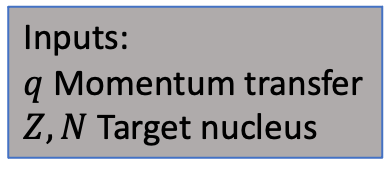 Inputs:
q Momentum transfer
Z, N Target nucleus